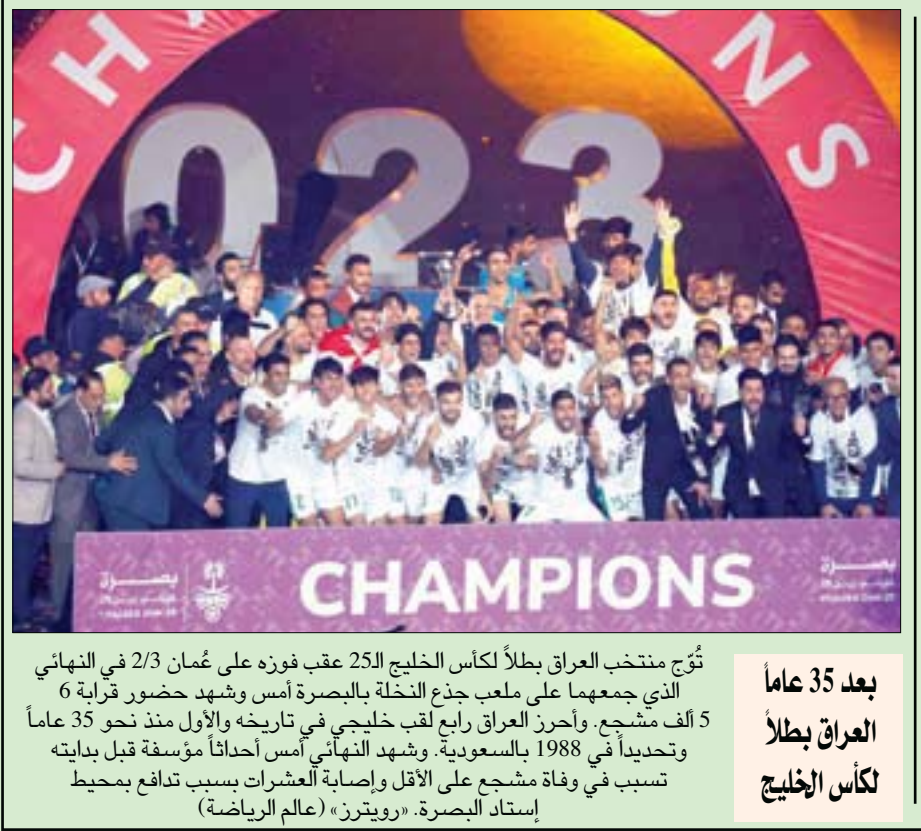 CHA
ONS
023
بصرة
CHAMPIONS
بصرة
بعد 35 عاماً
العراق بطلاً
لكأس الخليج
تُوّج منتخب العراق بطلاً لكأس الخليج الـ25 عقب فوزه على عُمان 2/3 في النهائي
الذي جمعهما على ملعب جذع النخلة بالبصرة أمس وشهد حضور قرابة 6
5 ألف مشجع. وأحرز العراق رابع لقب خليجي في تاريخه والأول منذ نحو 35 عاماً
وتحديداً في 1988 بالسعودية. وشهد النهائي أمس أحداثاً مؤسفة قبل بدايته
تسبب في وفاة مشجع على الأقل وإصابة العشرات بسبب تدافع بمحيط
إستاد البصرة. «رويترز» (عالم الرياضة)